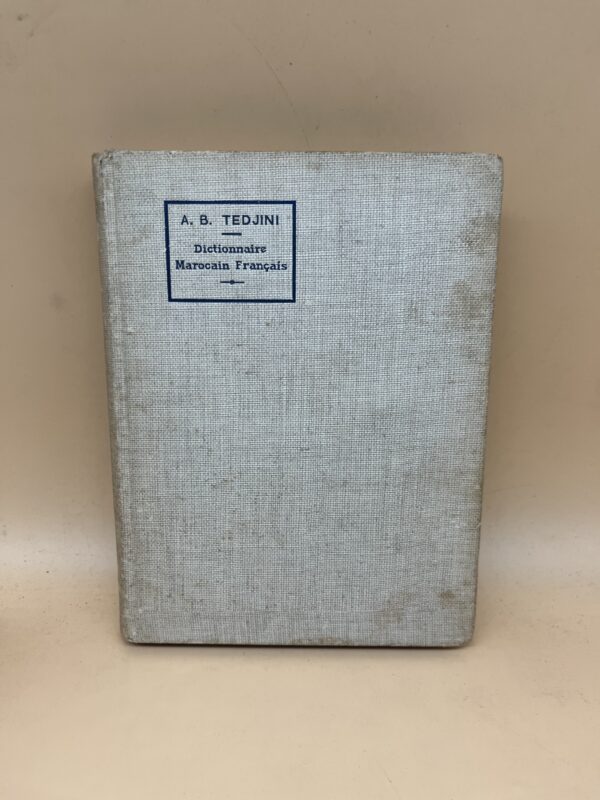 A. B. TEDJINI
Dictionnaire
Marocain Français